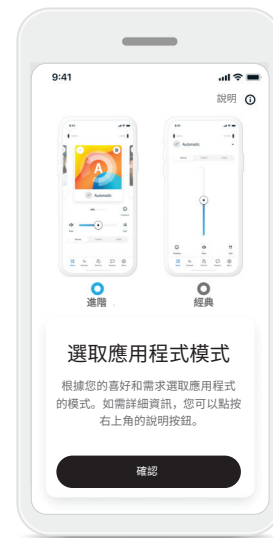 9:41
說明
A
Automatic
Automatic
進階
經典
選取應用程式模式
根據您的喜好和需求選取應用程式
的模式。如需詳細資訊，您可以點按
右上角的說明按鈕。
確認